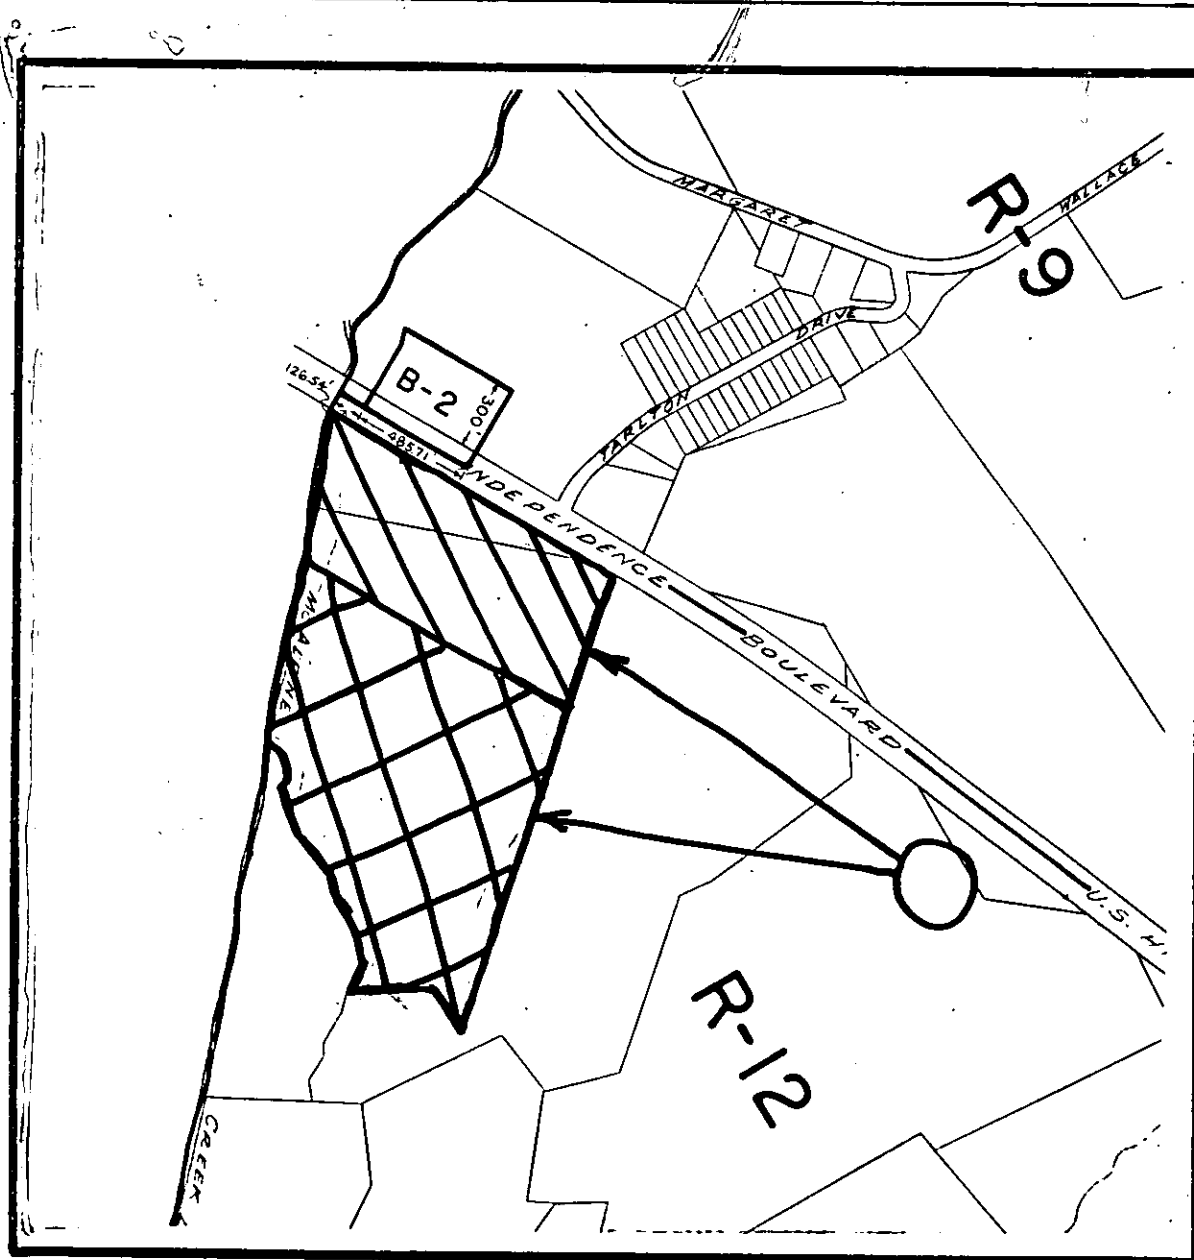 MARGARET
WALLACE
R-9
TARLTON DRIVE
B-2
300'
126.54'
485.71'
INDEPENDENCE BOULEVARD
U.S. H
McALPINE CREEK
R-12